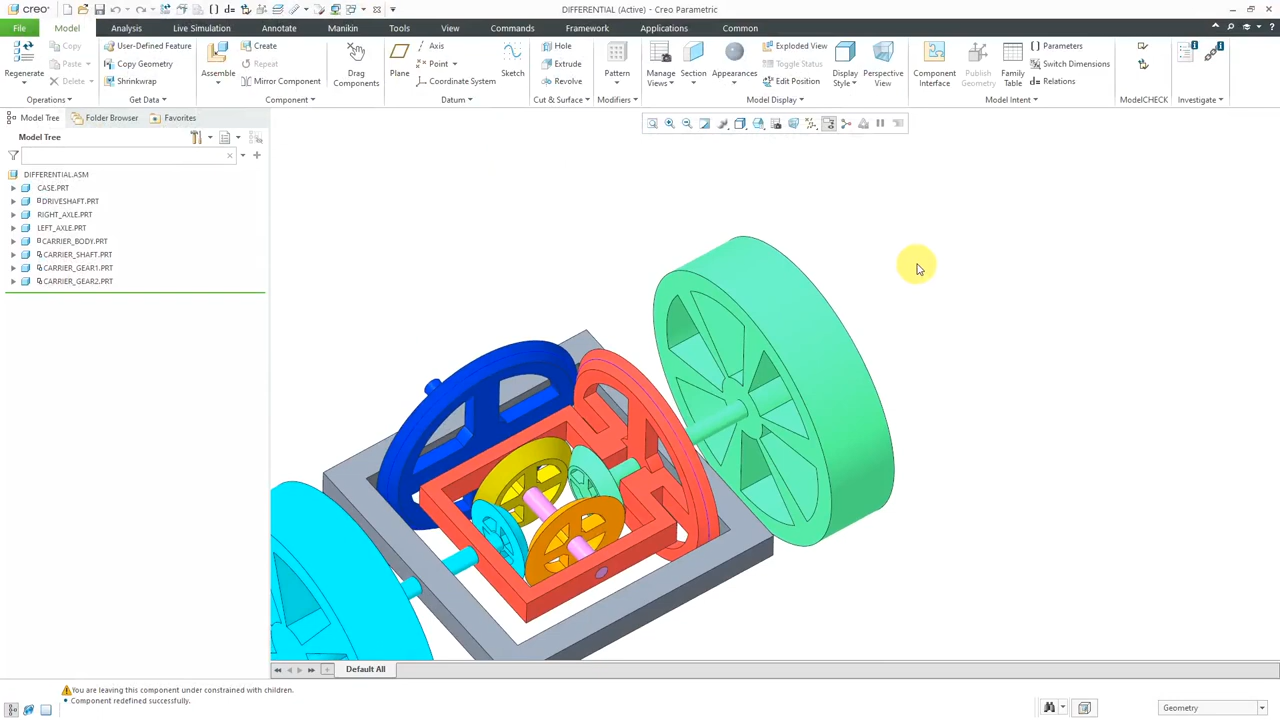 creo
DIFFERENTIAL (Active) - Creo Parametric
File Model Analysis Live Simulation Annotate Manikin Tools View Commands Framework Applications Common
Regenerate
Copy
Paste
Delete
Operations
User-Defined Feature
Copy Geometry
Shrinkwrap
Get Data
Assemble
Create
Repeat
Mirror Component
Component
Drag
Components
Plane
Axis
Point
Coordinate System
Sketch
Datum
Hole
Extrude
Revolve
Cut & Surface
Pattern
Modifiers
Manage
Views
Section
Appearances
Exploded View
Toggle Status
Edit Position
Display
Style
Perspective
View
Model Display
Component
Interface
Publish
Geometry
Family
Table
Parameters
Switch Dimensions
d= Relations
Model Intent
ModelCHECK
Investigate
Model Tree Folder Browser Favorites
Model Tree
DIFFERENTIAL.ASM
CASE.PRT
DRIVESHAFT.PRT
RIGHT_AXLE.PRT
LEFT_AXLE.PRT
CARRIER_BODY.PRT
CARRIER_SHAFT.PRT
CARRIER_GEAR1.PRT
CARRIER_GEAR2.PRT
Default All
You are leaving this component under constrained with children.
• Component redefined successfully.
Geometry